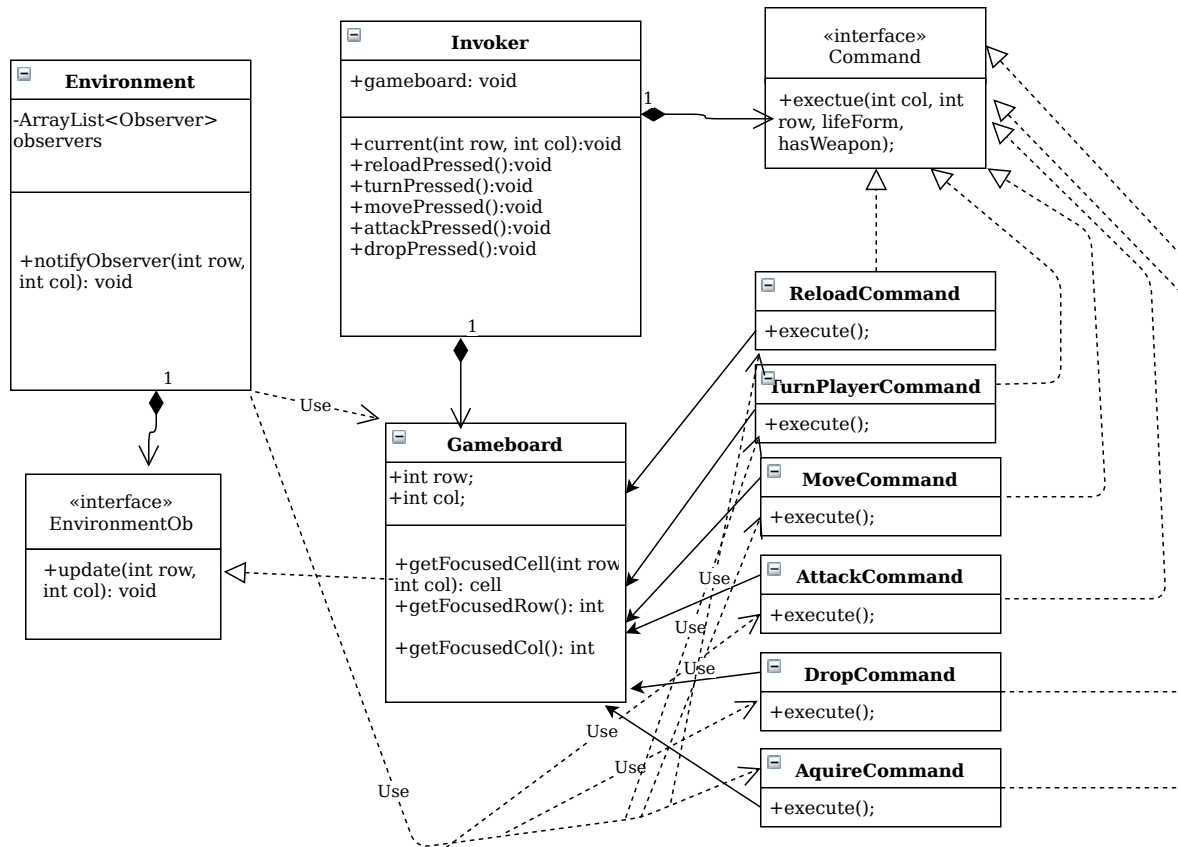 Environment
-ArrayList<Observer>
observers
+notifyObserver(int row,
int col): void
1
Use
Invoker
+gameboard: void
1
+current(int row, int col):void
+reloadPressed():void
+turnPressed():void
+movePressed():void
+attackPressed():void
+dropPressed():void
1
«interface»
Command
+exectue(int col, int
row, lifeForm,
hasWeapon);
«interface»
EnvironmentOb
+update(int row,
int col): void
Gameboard
+int row;
+int col;
+getFocusedCell(int row
int col): cell
+getFocusedRow(): int
+getFocusedCol(): int
ReloadCommand
+execute();
TurnPlayerCommand
+execute();
MoveCommand
+execute();
AttackCommand
+execute();
DropCommand
+execute();
AquireCommand
+execute();
Use
Use
Use
Use
Use
Use